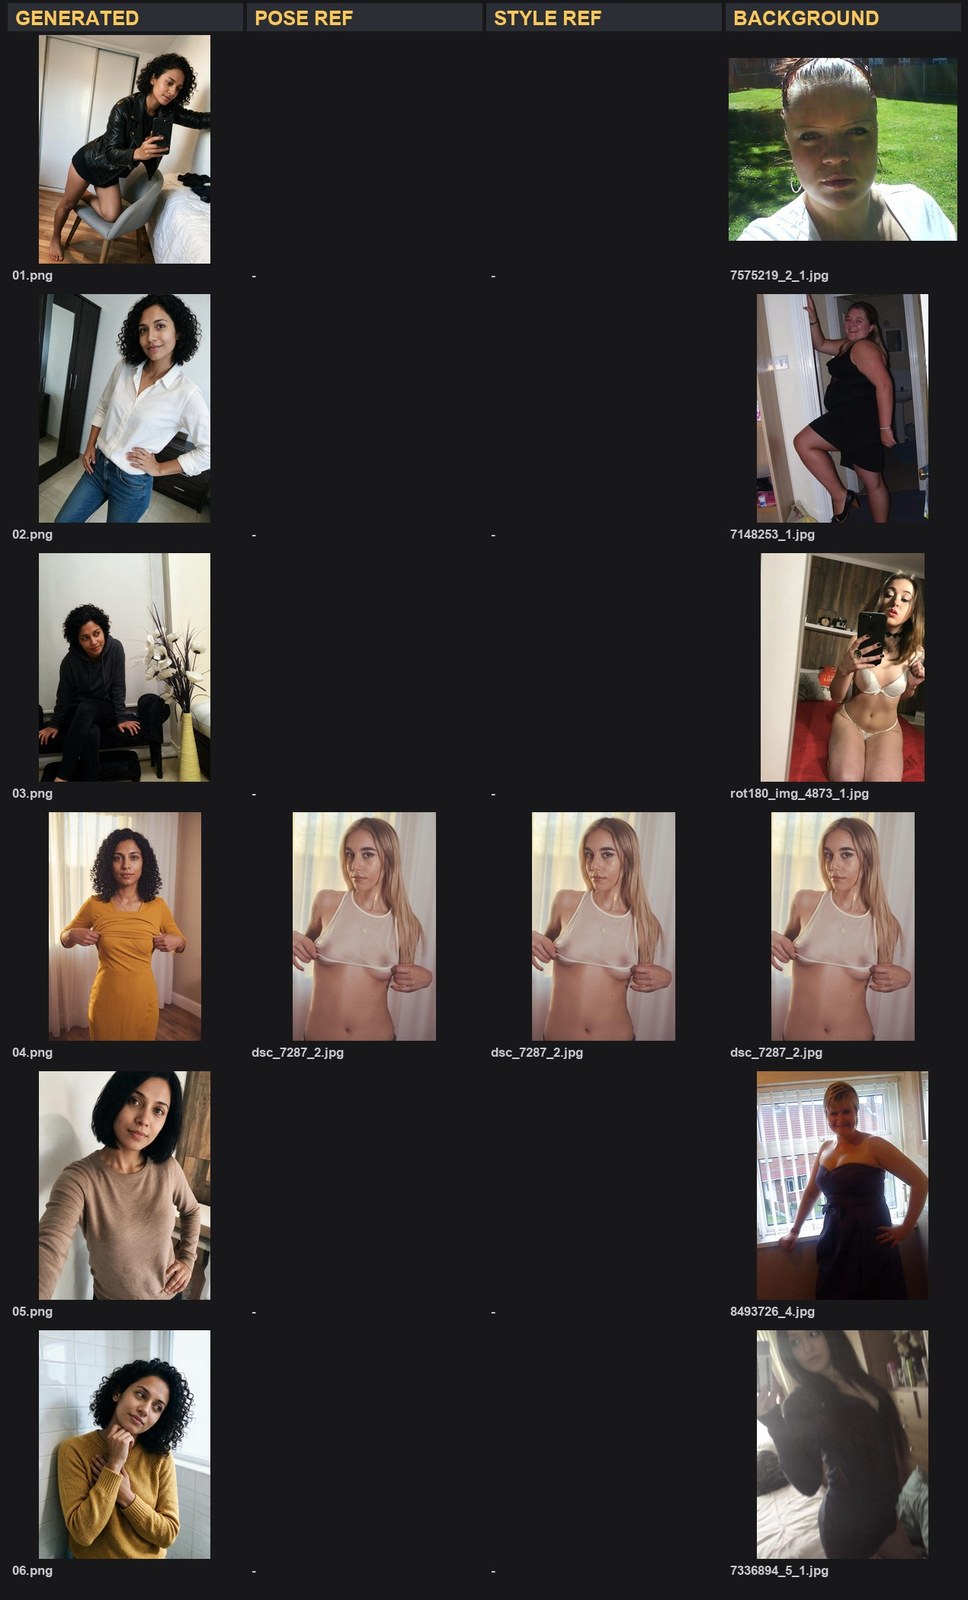 GENERATED POSE REF STYLE REF BACKGROUND
01.png - - 7575219_2_1.jpg
02.png - - 7148253_1.jpg
03.png - - rot180_img_4873_1.jpg
04.png dsc_7287_2.jpg dsc_7287_2.jpg dsc_7287_2.jpg
05.png - - 8493726_4.jpg
06.png - - 7336894_5_1.jpg